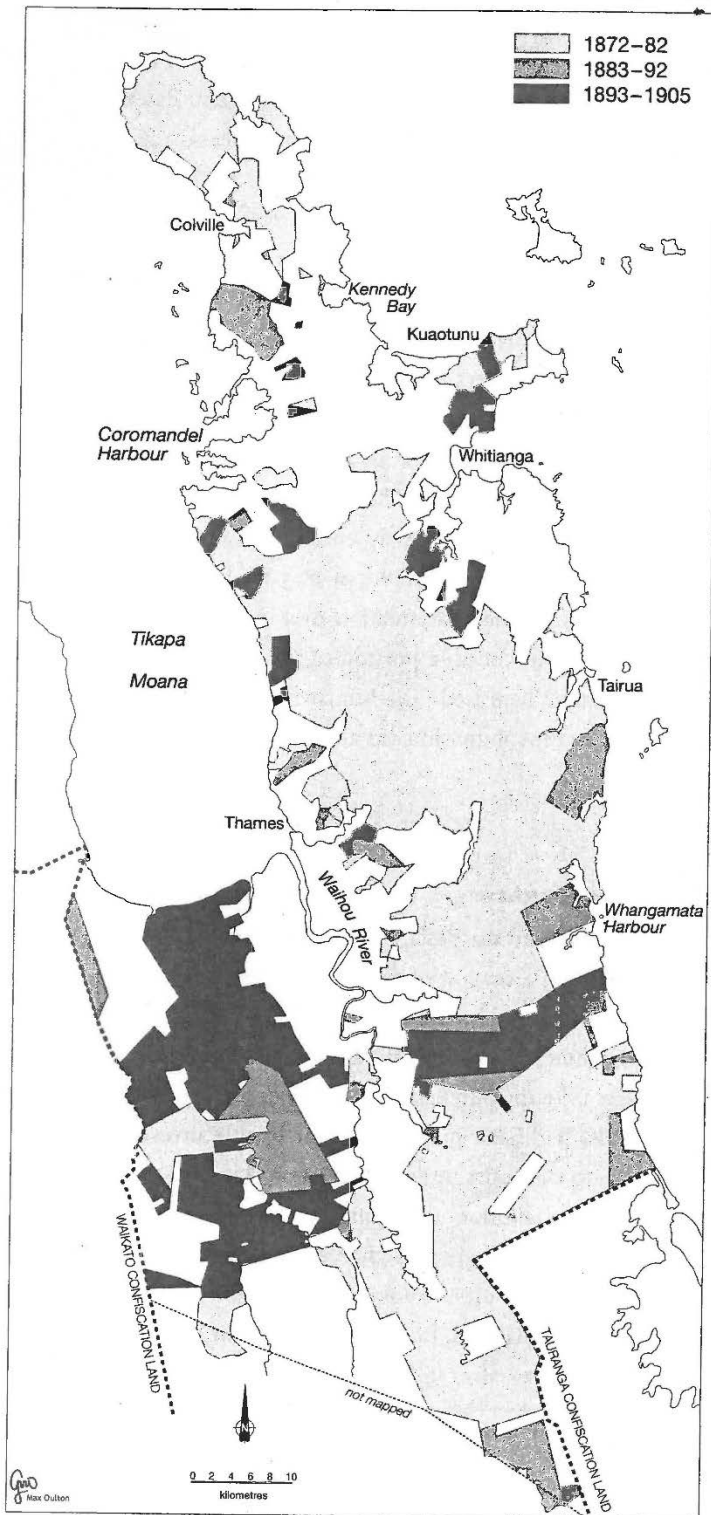 1872–82
1883–92
1893–1905
Colville
Kennedy
Bay
Kuaotunu
Coromandel
Harbour
Whitianga
Tikapa
Moana
Tairua
Thames
Waihou River
Whangamata
Harbour
WAIKATO CONFISCATION LAND
TAURANGA CONFISCATION LAND
not mapped
N
0 2 4 6 8 10
kilometres
Max Oulton